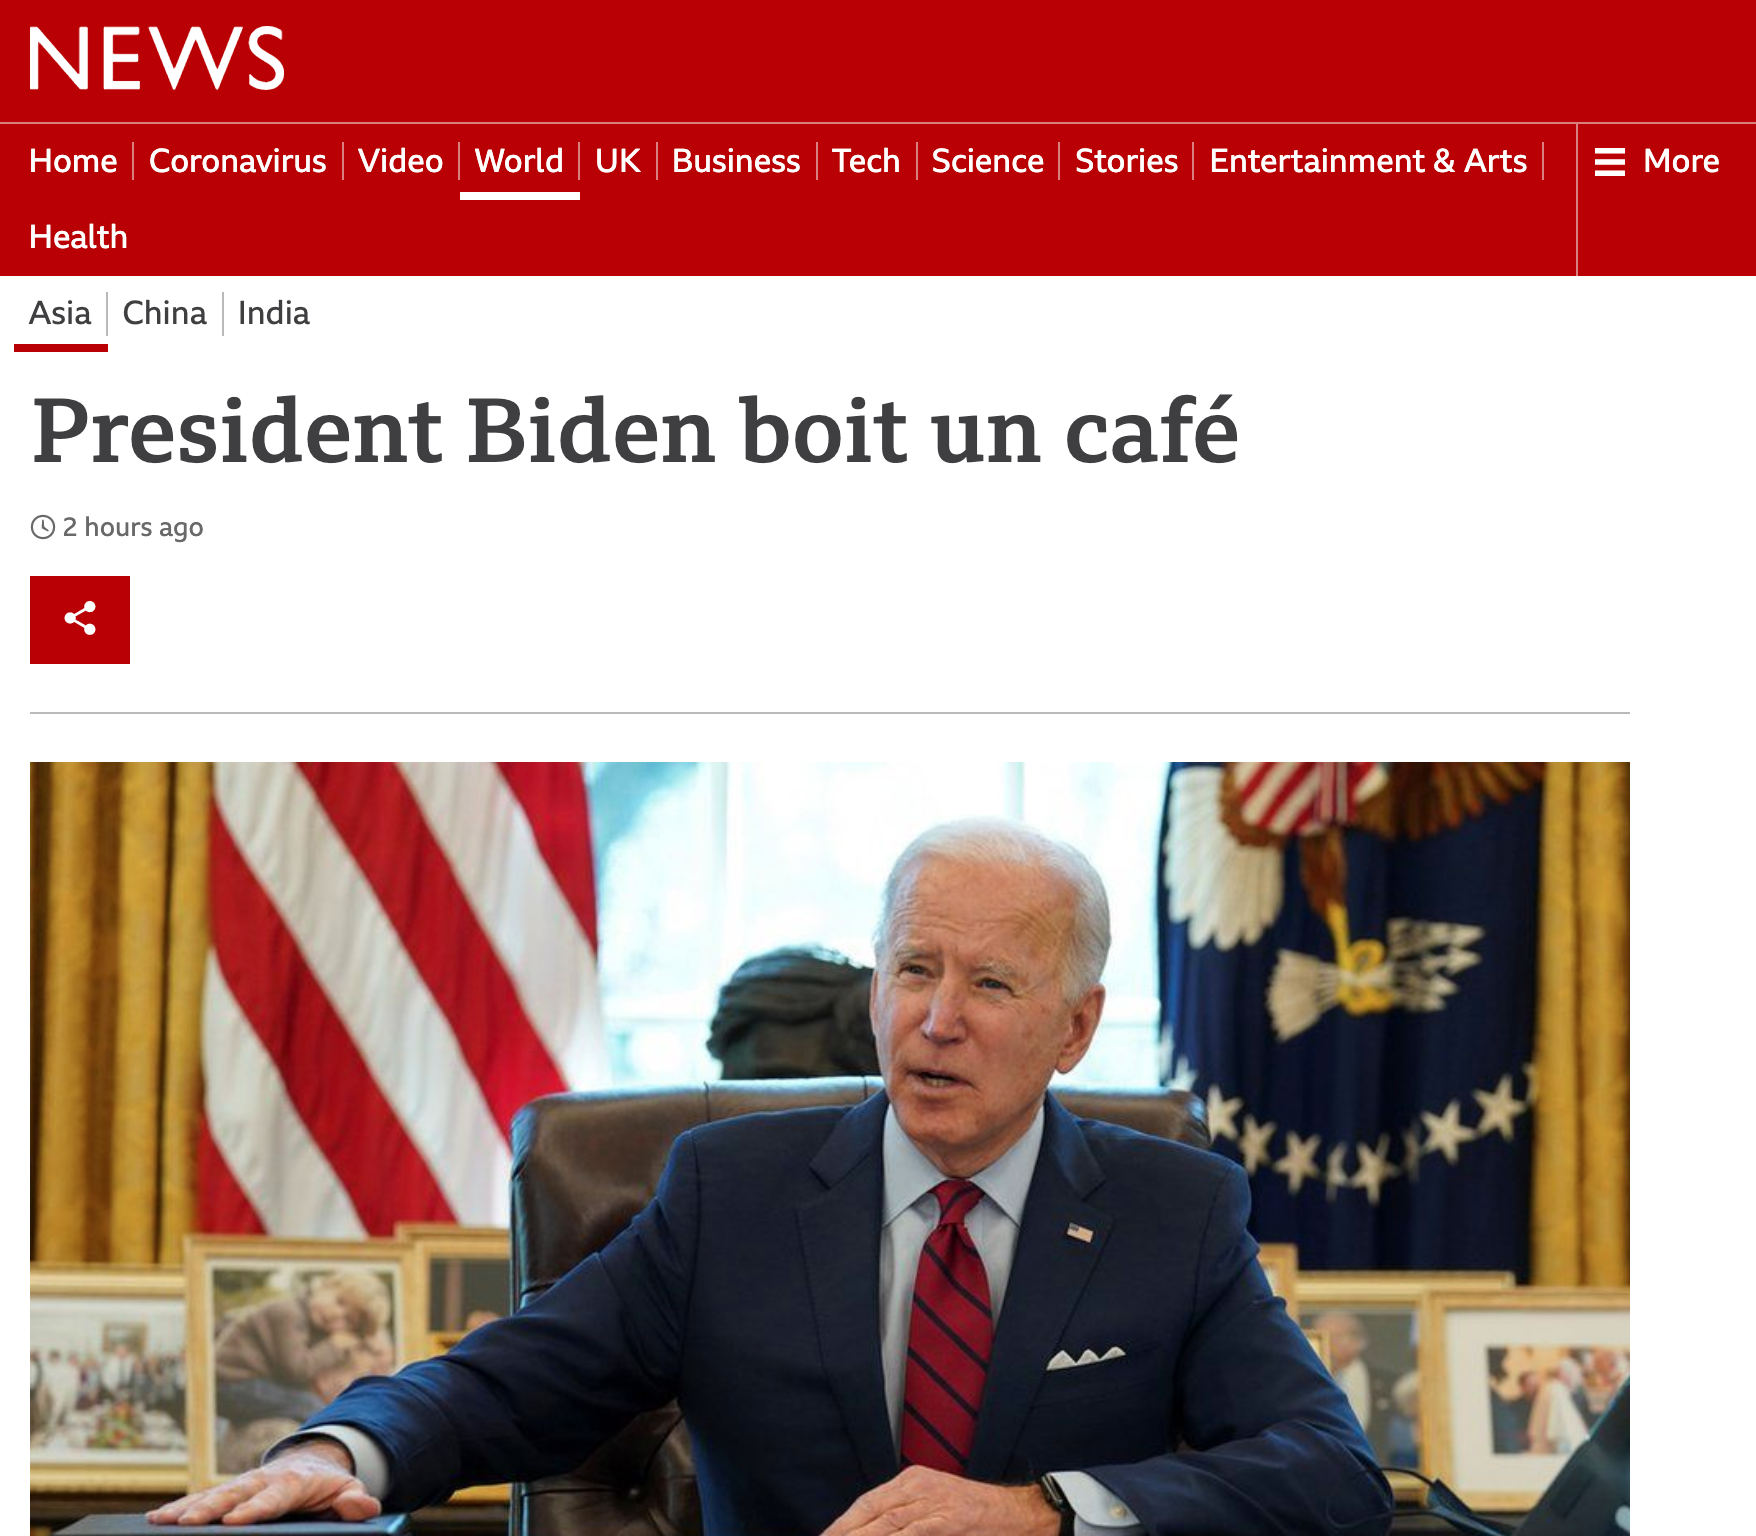 NEWS
Home Coronavirus Video World UK Business Tech Science Stories Entertainment & Arts More
Health
Asia China India
President Biden boit un café
2 hours ago